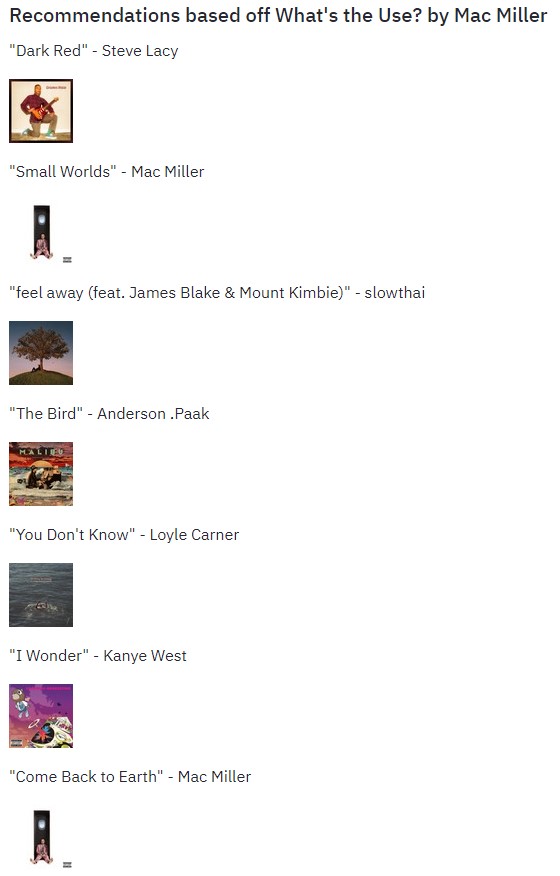 Recommendations based off What's the Use? by Mac Miller
"Dark Red" - Steve Lacy
"Small Worlds" - Mac Miller
"feel away (feat. James Blake & Mount Kimbie)" - slowthai
"The Bird" - Anderson .Paak
MALIBU
"You Don't Know" - Loyle Carner
"I Wonder" - Kanye West
"Come Back to Earth" - Mac Miller